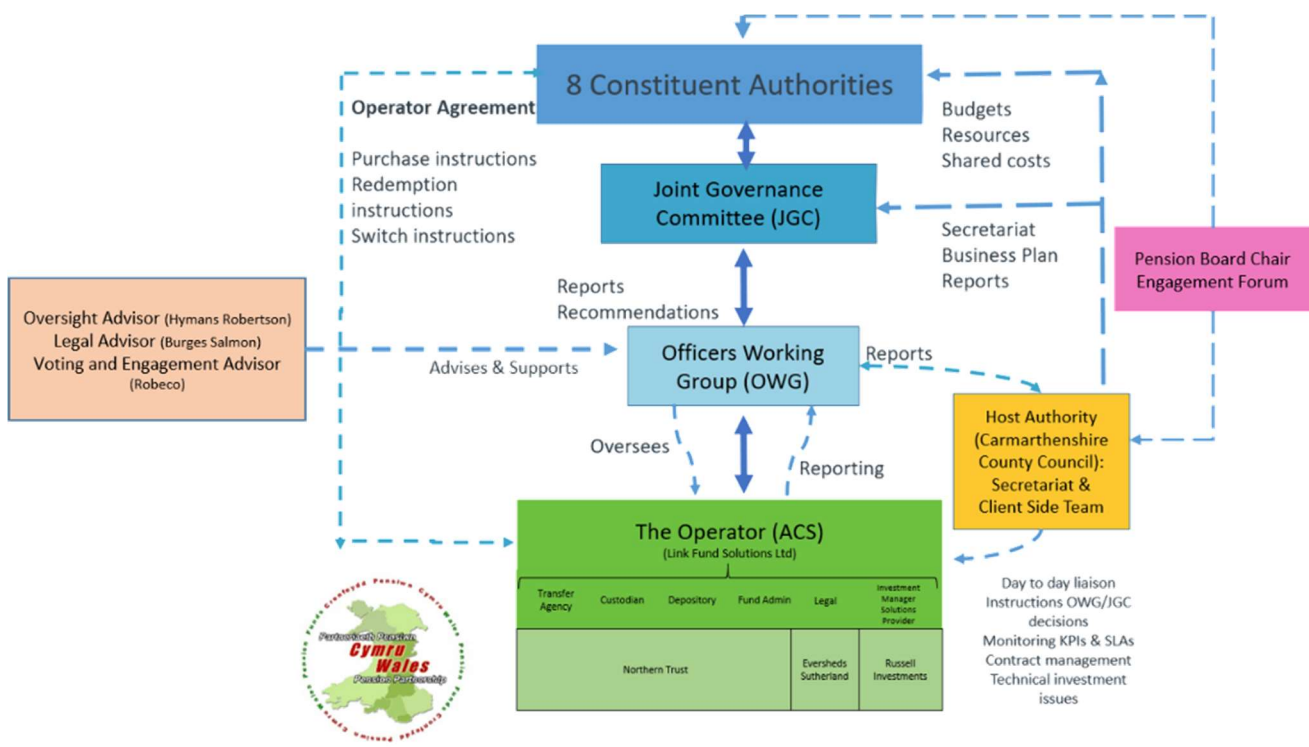 8 Constituent Authorities
Operator Agreement
Purchase instructions
Redemption
instructions
Switch instructions
Budgets
Resources
Shared costs
Joint Governance
Committee (JGC)
Secretariat
Business Plan
Reports
Pension Board Chair
Engagement Forum
Reports
Recommendations
Oversight Advisor (Hymans Robertson)
Legal Advisor (Burges Salmon)
Voting and Engagement Advisor
(Robeco)
Advises & Supports
Officers Working
Group (OWG)
Reports
Host Authority
(Carmarthenshire
County Council):
Secretariat &
Client Side Team
Oversees
Reporting
The Operator (ACS)
(Link Fund Solutions Ltd)
Transfer
Agency
Custodian
Depository
Fund Admin
Legal
Investment
Manager
Solutions
Provider
Northern Trust
Eversheds
Sutherland
Russell
Investments
Day to day liaison
Instructions OWG/JGC
decisions
Monitoring KPIs & SLAs
Contract management
Technical investment
issues
Partneriaeth Pensiwn
Cymru
Wales
Pension Partnership